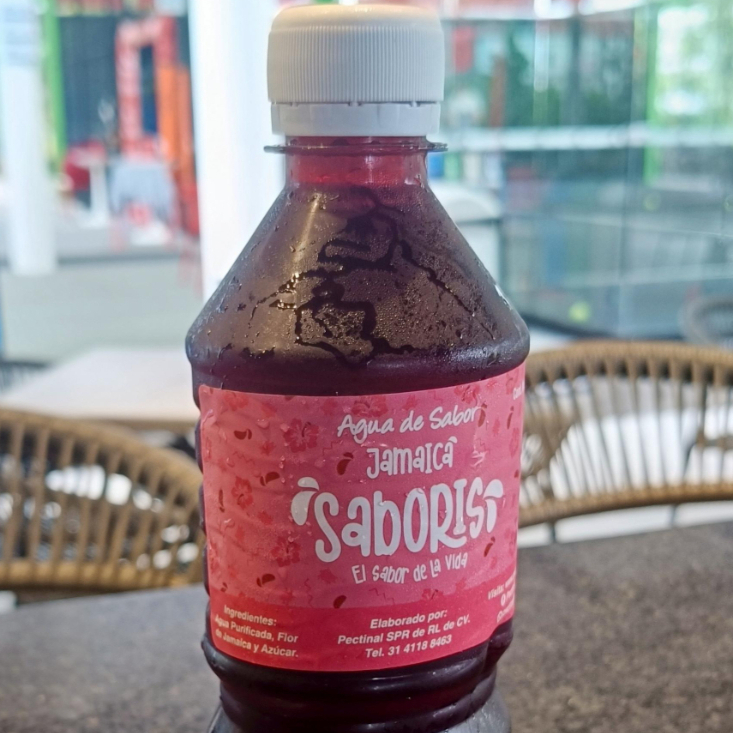 Agua de Sabor
Jamaica
SABORIS
El Sabor de la Vida
Ingredientes:
Agua Purificada, Flor
de Jamaica y Azúcar.
Elaborado por:
Pectinal SPR de RL de CV.
Tel. 31 4118 8463